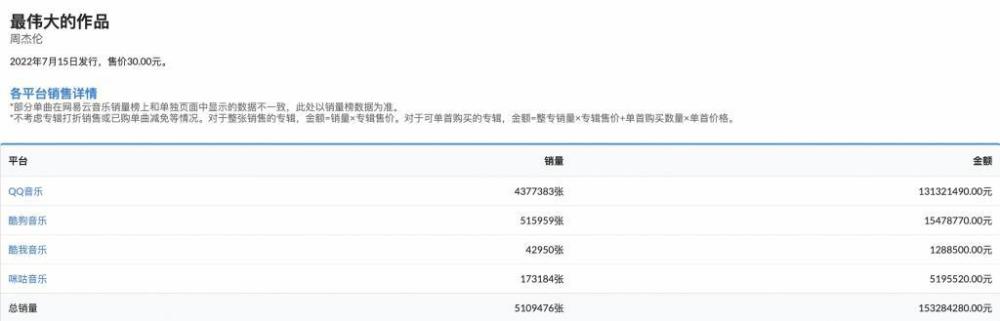 最伟大的作品
周杰伦
2022年7月15日发行，售价30.00元。
各平台销售详情
*部分单曲在网易云音乐销量榜上和单独页面中显示的数据不一致，此处以销量榜数据为准。
*不考虑专辑打折销售或已购单曲减免等情况。对于整张销售的专辑，金额=销量×专辑售价。对于可单首购买的专辑，金额=整专销量×专辑售价+单首购买数量×单首价格。
平台 销量 金额
QQ音乐 4377383张 131321490.00元
酷狗音乐 515959张 15478770.00元
酷我音乐 42950张 1288500.00元
咪咕音乐 173184张 5195520.00元
总销量 5109476张 153284280.00元